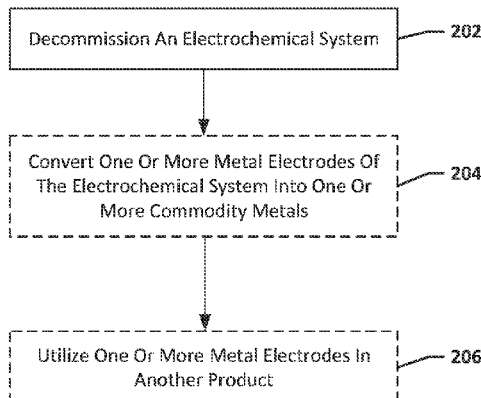 Decommission An Electrochemical System
202
Convert One Or More Metal Electrodes Of
The Electrochemical System Into One Or
More Commodity Metals
204
Utilize One Or More Metal Electrodes In
Another Product
206